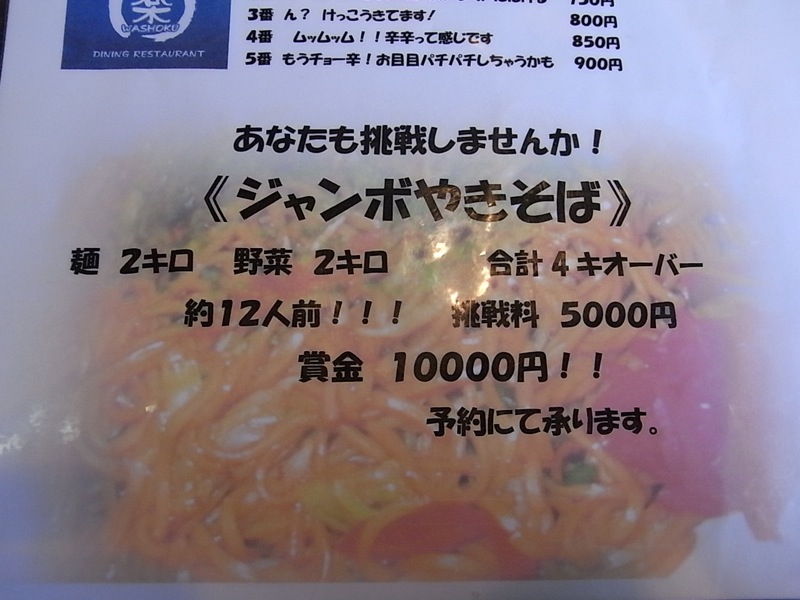 楽
WASHOKU
DINING RESTAURANT
750円
3番 ん? けっこうきてます! 800円
4番 ムッムッム!!辛辛って感じです 850円
5番 もうチョー辛!お目目パチパチしちゃうかも 900円
あなたも挑戦しませんか!
《ジャンボやきそば》
麺 2キロ 野菜 2キロ 合計4キオーバー
約12人前!!! 挑戦料 5000円
賞金 10000円!!
予約にて承ります。